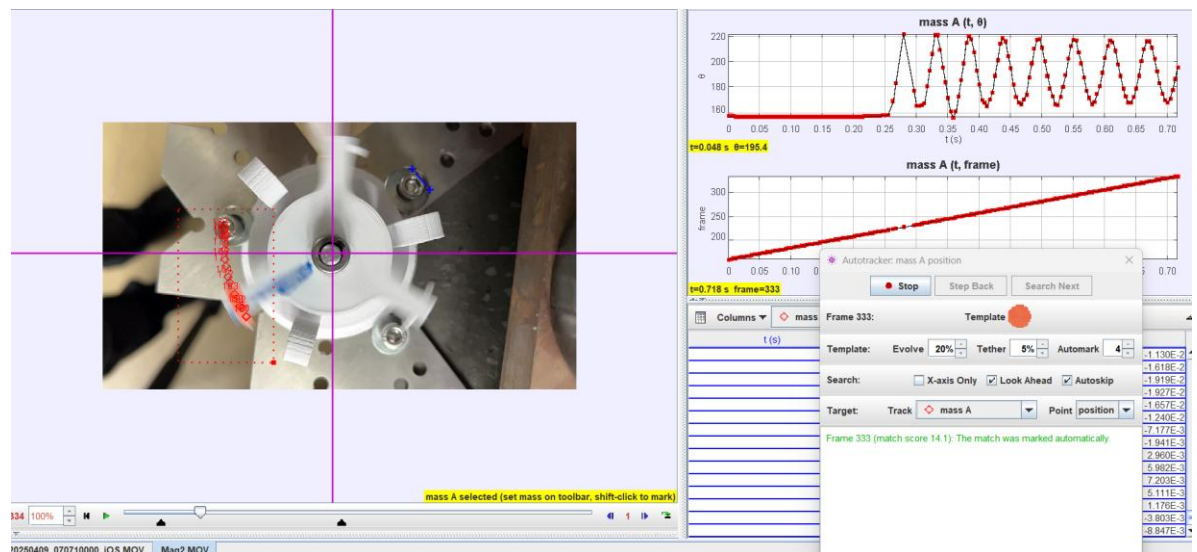 mass A (t, θ)
220
200
180
160
θ
0 0.05 0.10 0.15 0.20 0.25 0.30 0.35 0.40 0.45 0.50 0.55 0.60 0.65 0.70
t (s)
t=0.048 s θ=195.4
mass A (t, frame)
300
250
200
frame
0 0.05 0.10 0.70
t=0.718 s frame=333
Autotracker: mass A position
Stop Step Back Search Next
Frame 333: Template
Template: Evolve 20% Tether 5% Automark 4
Search: X-axis Only Look Ahead Autoskip
Target: Track mass A Point position
Frame 333 (match score 14.1): The match was marked automatically.
Columns mass
t (s)
-1.130E-2
-1.618E-2
-1.919E-2
-1.927E-2
-1.657E-2
-1.240E-2
-7.177E-3
-1.941E-3
2.960E-3
5.982E-3
7.203E-3
5.111E-3
1.176E-3
-3.803E-3
-8.847E-3
mass A selected (set mass on toolbar, shift-click to mark)
334 100% 1
20250409_070710000_iOS.MOV Mag2.MOV